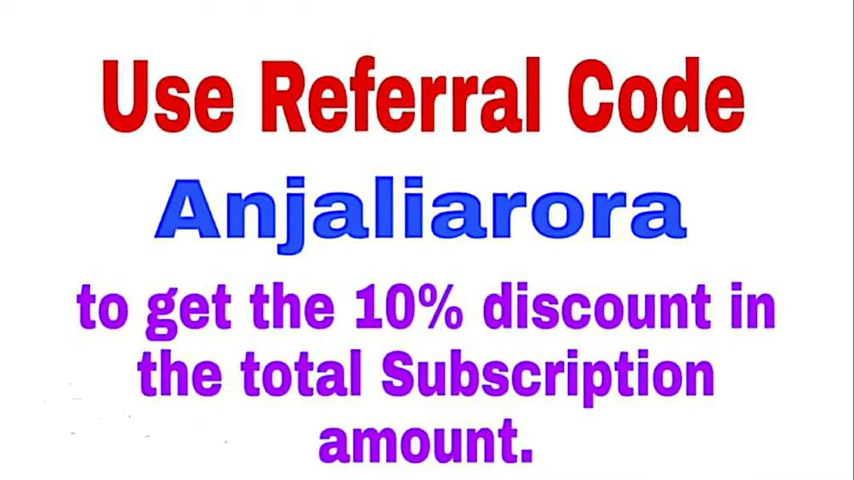 Use Referral Code
Anjaliarora
to get the 10% discount in
the total Subscription
amount.